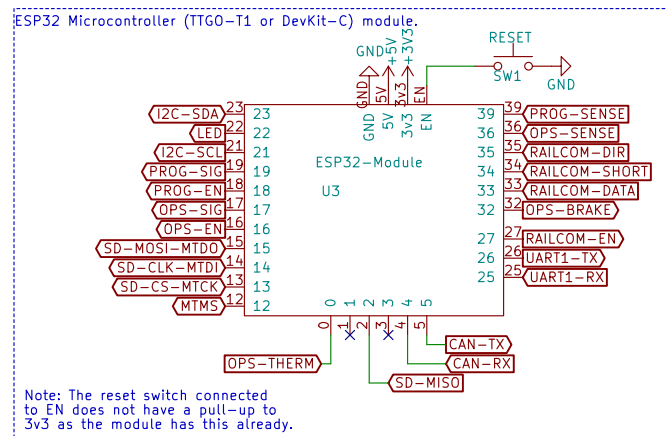 ESP32 Microcontroller (TTGO-T1 or DevKit-C) module.
GND +5V +3V3 RESET
SW1 GND
GND 5V 3v3 EN
GND 5V 3v3 EN
I2C-SDA 23 23 39 39 PROG-SENSE
LED 22 22 36 36 OPS-SENSE
I2C-SCL 21 21 35 35 RAILCOM-DIR
ESP32-Module
PROG-SIG 19 19 34 34 RAILCOM-SHORT
PROG-EN 18 18 U3 33 33 RAILCOM-DATA
OPS-SIG 17 17 32 32 OPS-BRAKE
OPS-EN 16 16
SD-MOSI-MTDO 15 15 27 27 RAILCOM-EN
SD-CLK-MTDI 14 14 26 26 UART1-TX
SD-CS-MTCK 13 13 25 25 UART1-RX
MTMS 12 12
0 1 2 3 4 5
0 1 2 3 4 5
CAN-TX
OPS-THERM CAN-RX
SD-MISO
Note: The reset switch connected
to EN does not have a pull-up to
3v3 as the module has this already.